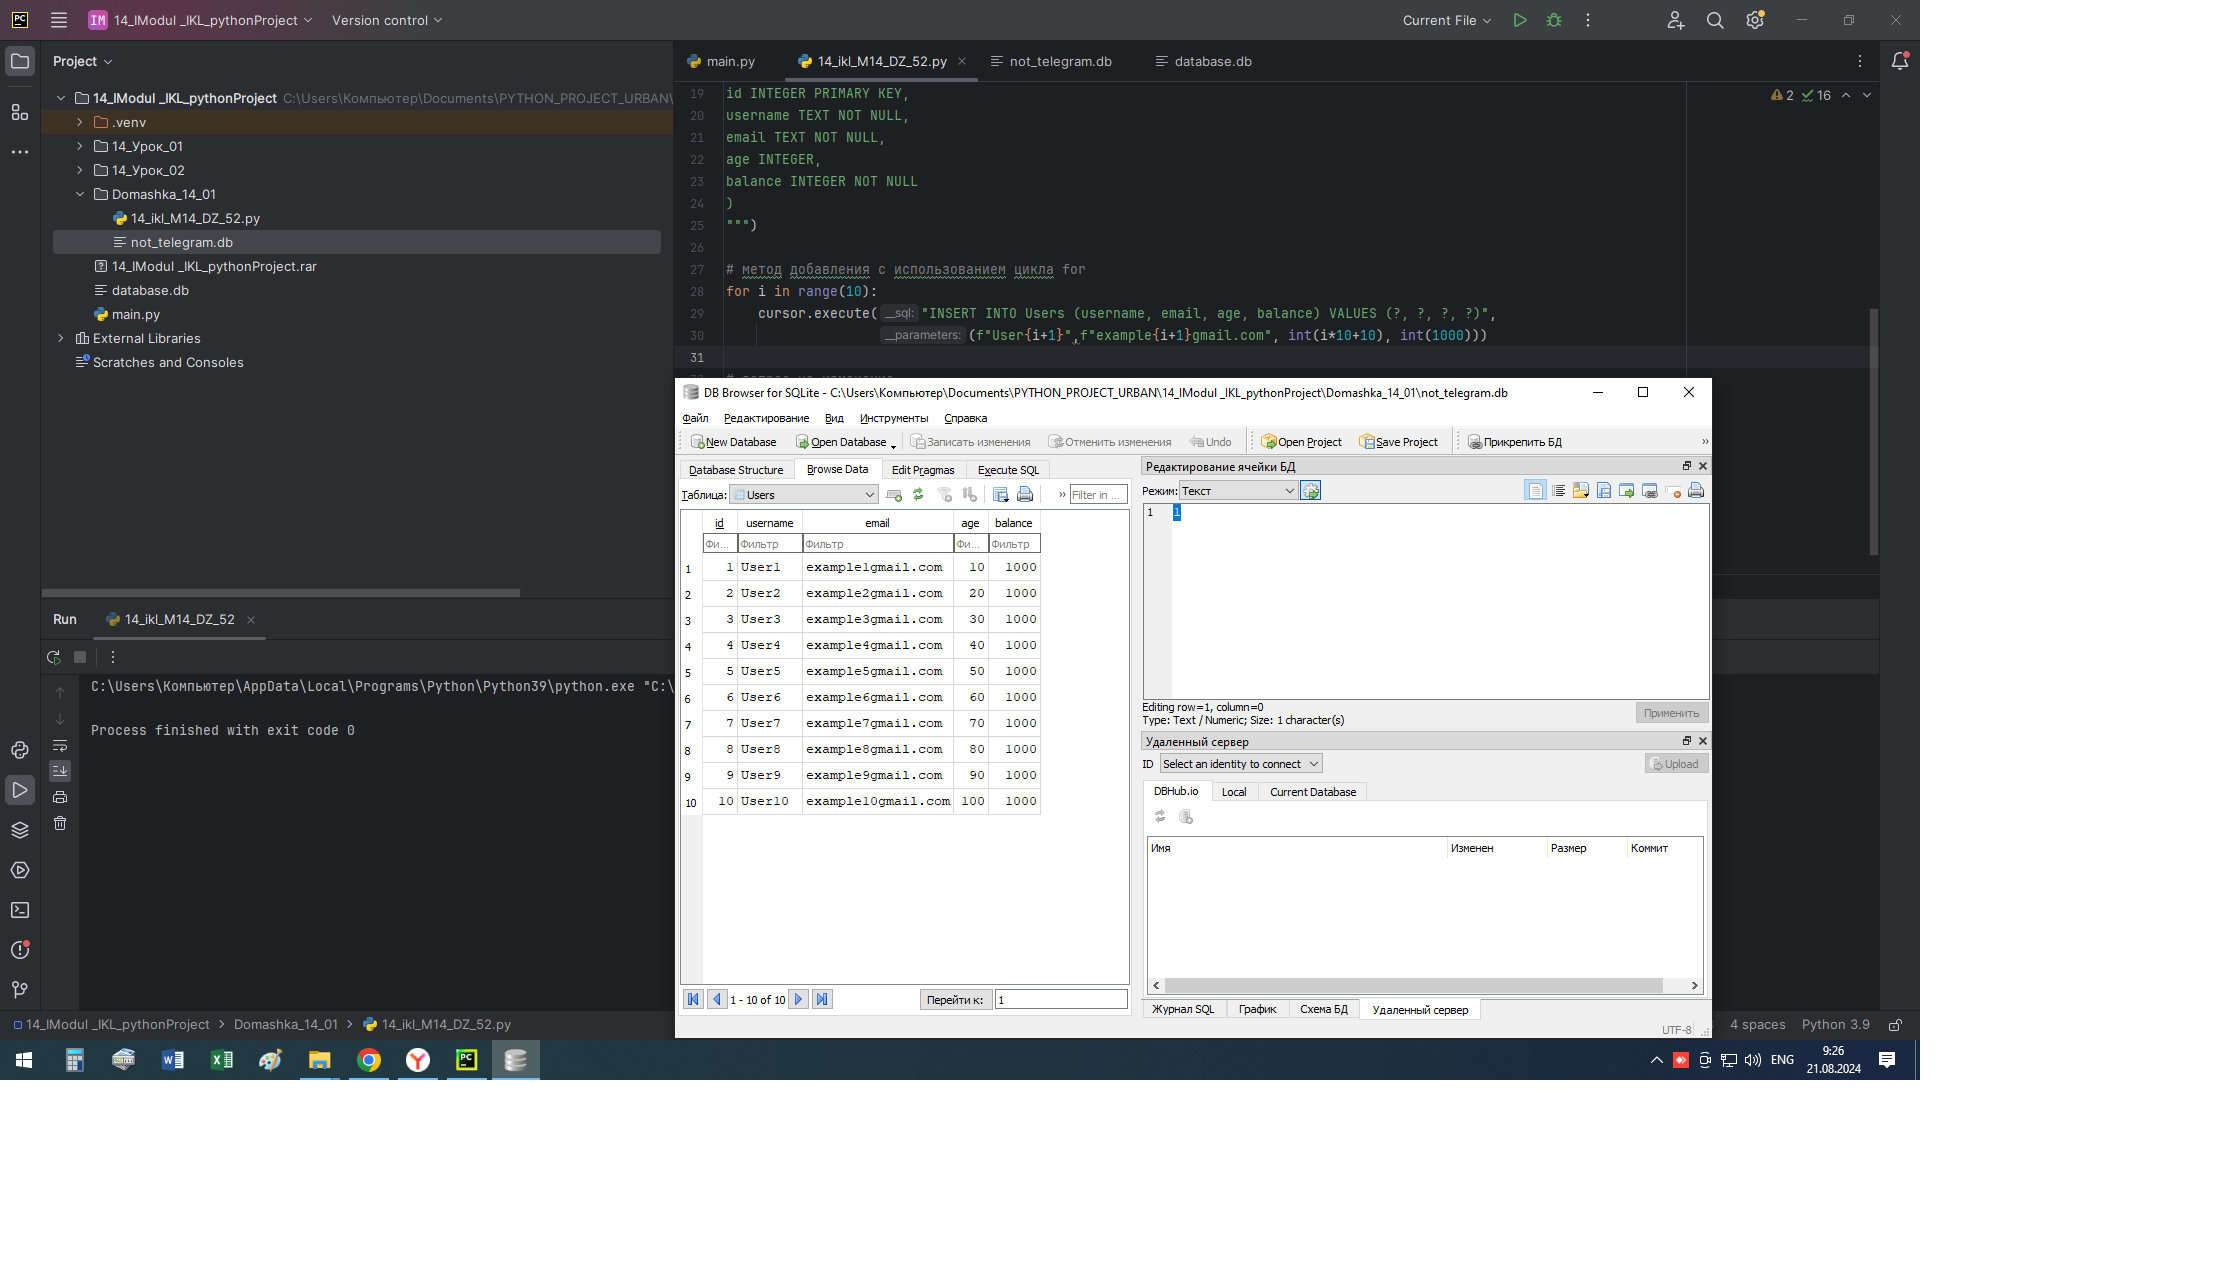 PC
IM 14_IModul _IKL_pythonProject Version control Current File
Project
14_IModul _IKL_pythonProject C:\Users\Компьютер\Documents\PYTHON_PROJECT_URBAN\
.venv
14_Урок_01
14_Урок_02
Domashka_14_01
14_ikl_M14_DZ_52.py
not_telegram.db
14_IModul _IKL_pythonProject.rar
database.db
main.py
External Libraries
Scratches and Consoles
main.py 14_ikl_M14_DZ_52.py not_telegram.db database.db
2 16
19 id INTEGER PRIMARY KEY,
20 username TEXT NOT NULL,
21 email TEXT NOT NULL,
22 age INTEGER,
23 balance INTEGER NOT NULL
24 )
25 """)
26
27 # метод добавления с использованием цикла for
28 for i in range(10):
29 cursor.execute( __sql: "INSERT INTO Users (username, email, age, balance) VALUES (?, ?, ?, ?)",
30 __parameters: (f"User{i+1}",f"example{i+1}gmail.com", int(i*10+10), int(1000)))
31
Run 14_ikl_M14_DZ_52
C:\Users\Компьютер\AppData\Local\Programs\Python\Python39\python.exe "C:\
Process finished with exit code 0
DB Browser for SQLite - C:\Users\Компьютер\Documents\PYTHON_PROJECT_URBAN\14_IModul _IKL_pythonProject\Domashka_14_01\not_telegram.db
Файл Редактирование Вид Инструменты Справка
New Database Open Database Записать изменения Отменить изменения Undo Open Project Save Project Прикрепить БД »
Database Structure Browse Data Edit Pragmas Execute SQL
Таблица: Users » Filter in ...
id username email age balance
Фи... Фильтр Фильтр Фи... Фильтр
1 1 User1 example1gmail.com 10 1000
2 2 User2 example2gmail.com 20 1000
3 3 User3 example3gmail.com 30 1000
4 4 User4 example4gmail.com 40 1000
5 5 User5 example5gmail.com 50 1000
6 6 User6 example6gmail.com 60 1000
7 7 User7 example7gmail.com 70 1000
8 8 User8 example8gmail.com 80 1000
9 9 User9 example9gmail.com 90 1000
10 10 User10 example10gmail.com 100 1000
1 - 10 of 10 Перейти к: 1
Редактирование ячейки БД
Режим: Текст
1 1
Editing row=1, column=0
Type: Text / Numeric; Size: 1 character(s)
Применить
Удаленный сервер
ID Select an identity to connect Upload
DBHub.io Local Current Database
Имя Изменен Размер Коммит
Журнал SQL График Схема БД Удаленный сервер
UTF-8
14_IModul _IKL_pythonProject > Domashka_14_01 > 14_ikl_M14_DZ_52.py 4 spaces Python 3.9
ENG 9:26
21.08.2024